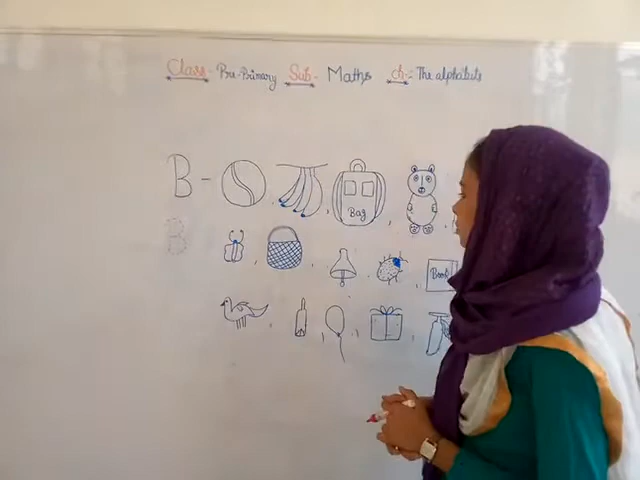 Class - Pre-Primary Sub - Maths ch - The alphabets
B -
Bag
B
Book